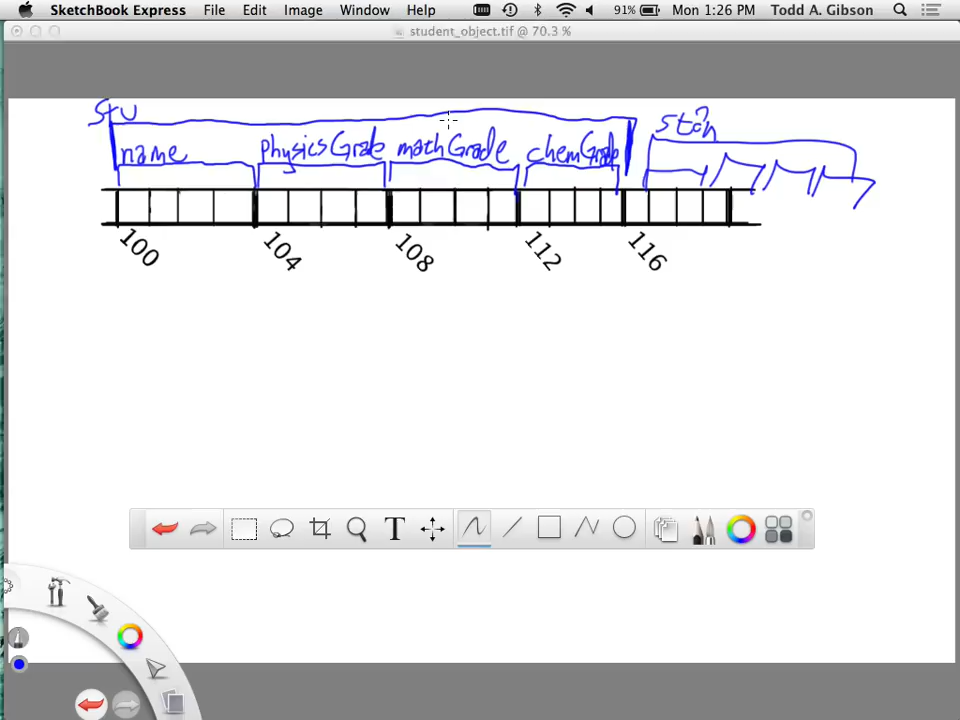 SketchBook Express File Edit Image Window Help 91% Mon 1:26 PM Todd A. Gibson
student_object.tif @ 70.3 %
stu
name physicsGrade mathGrade chemGrade
100 104 108 112 116
T